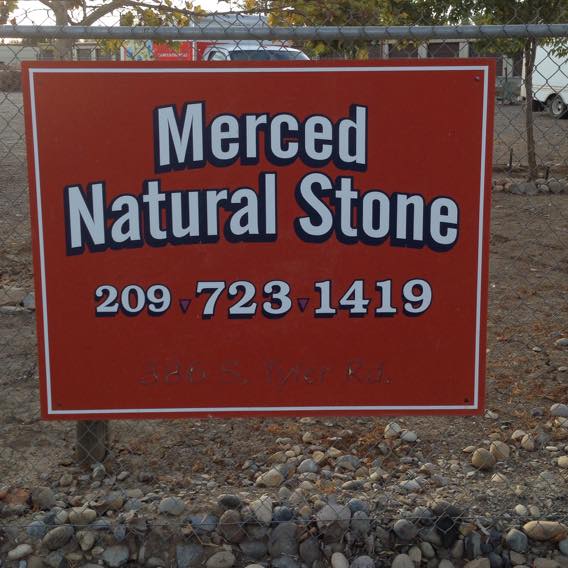 Merced
Natural Stone
209 723 1419
S. Tyler Rd.